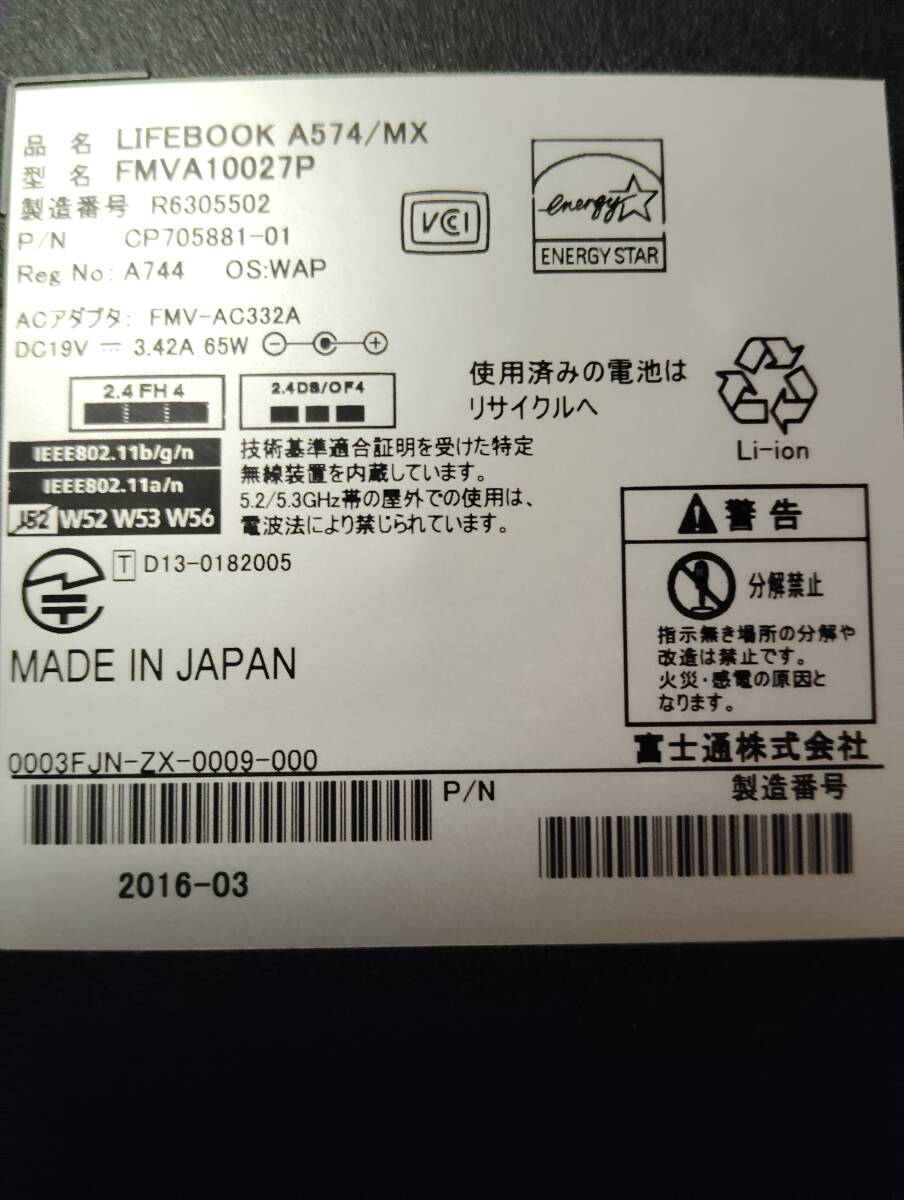 品名 LIFEBOOK A574/MX
型名 FMVA10027P
製造番号 R6305502
P/N CP705881-01
Reg No: A744 OS:WAP
VCCI
energy
ENERGY STAR
ACアダプタ: FMV-AC332A
DC19V ⎓ 3.42A 65W
2.4FH4
2.4DS/OF4
使用済みの電池は
リサイクルへ
Li-ion
IEEE802.11b/g/n
IEEE802.11a/n
J52 W52 W53 W56
技術基準適合証明を受けた特定
無線装置を内蔵しています。
5.2/5.3GHz帯の屋外での使用は、
電波法により禁じられています。
T D13-0182005
MADE IN JAPAN
警告
分解禁止
指示無き場所の分解や
改造は禁止です。
火災・感電の原因と
なります。
富士通株式会社
0003FJN-ZX-0009-000
P/N
製造番号
2016-03